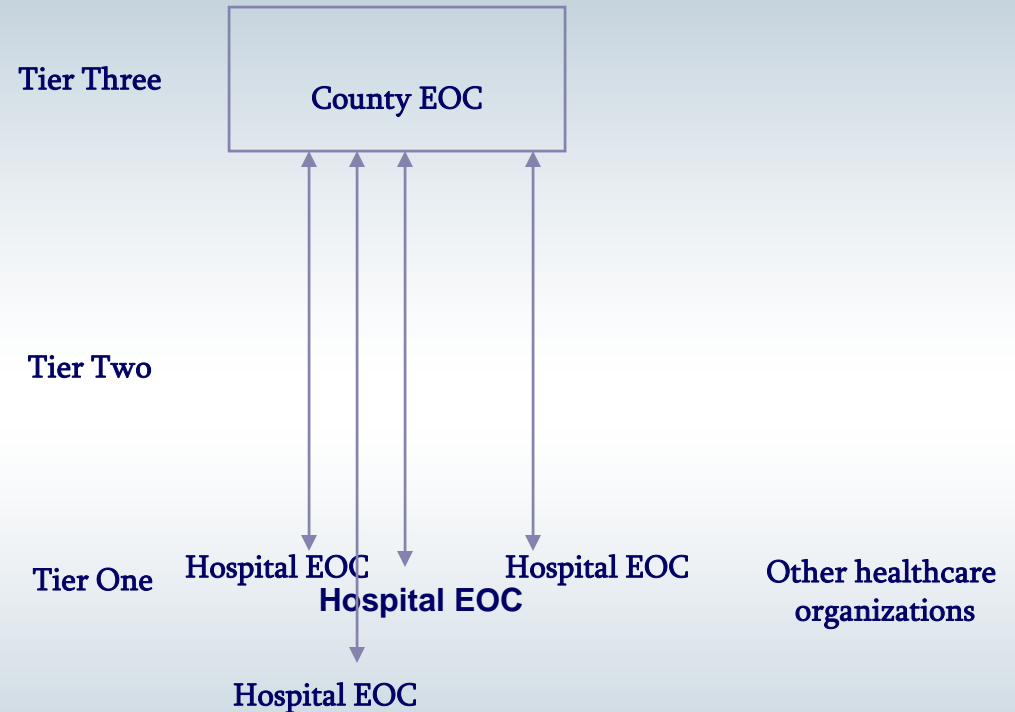 Tier Three
County EOC
Tier Two
Tier One
Hospital EOC
Hospital EOC
Hospital EOC
Other healthcare
organizations
Hospital EOC